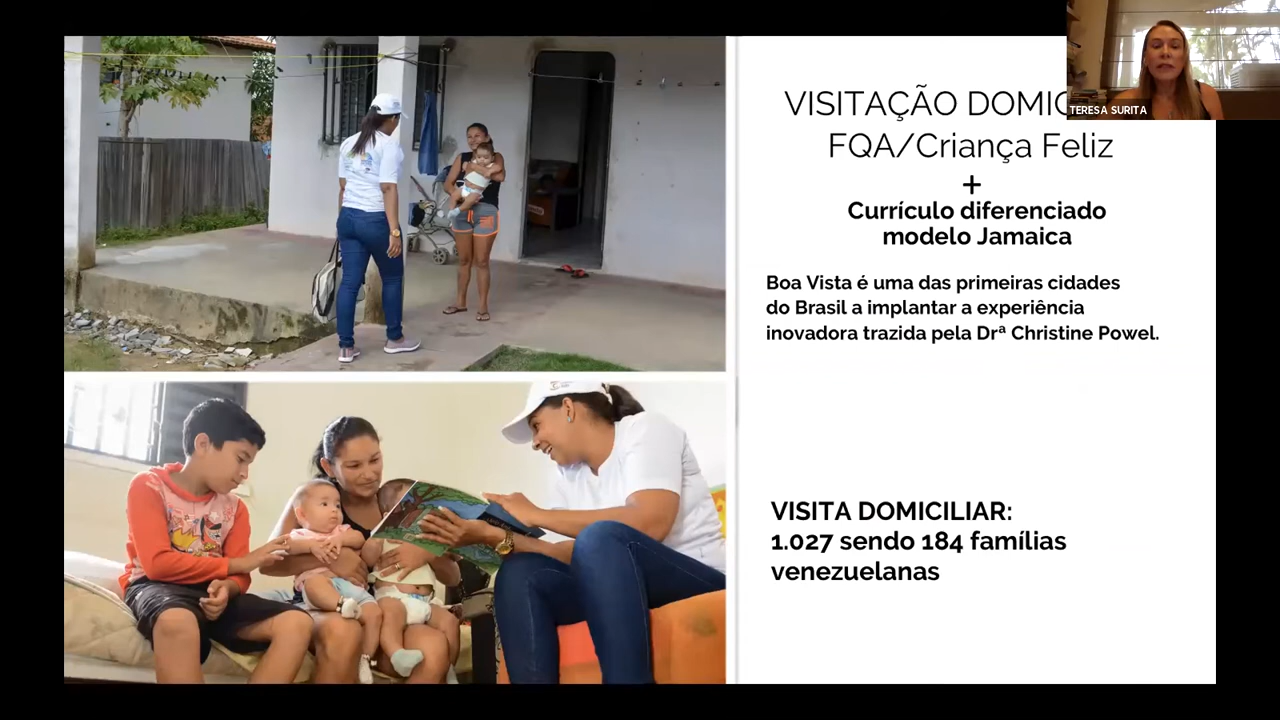 VISITAÇÃO DOMIC
FQA/Criança Feliz
+
Currículo diferenciado
modelo Jamaica
Boa Vista é uma das primeiras cidades
do Brasil a implantar a experiência
inovadora trazida pela Drª Christine Powel.
VISITA DOMICILIAR:
1.027 sendo 184 famílias
venezuelanas
TERESA SURITA